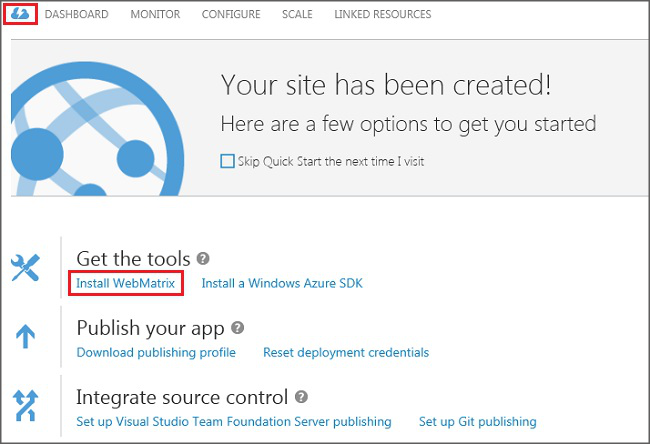 DASHBOARD MONITOR CONFIGURE SCALE LINKED RESOURCES
Your site has been created!
Here are a few options to get you started
Skip Quick Start the next time I visit
Get the tools ?
Install WebMatrix Install a Windows Azure SDK
Publish your app ?
Download publishing profile Reset deployment credentials
Integrate source control ?
Set up Visual Studio Team Foundation Server publishing Set up Git publishing